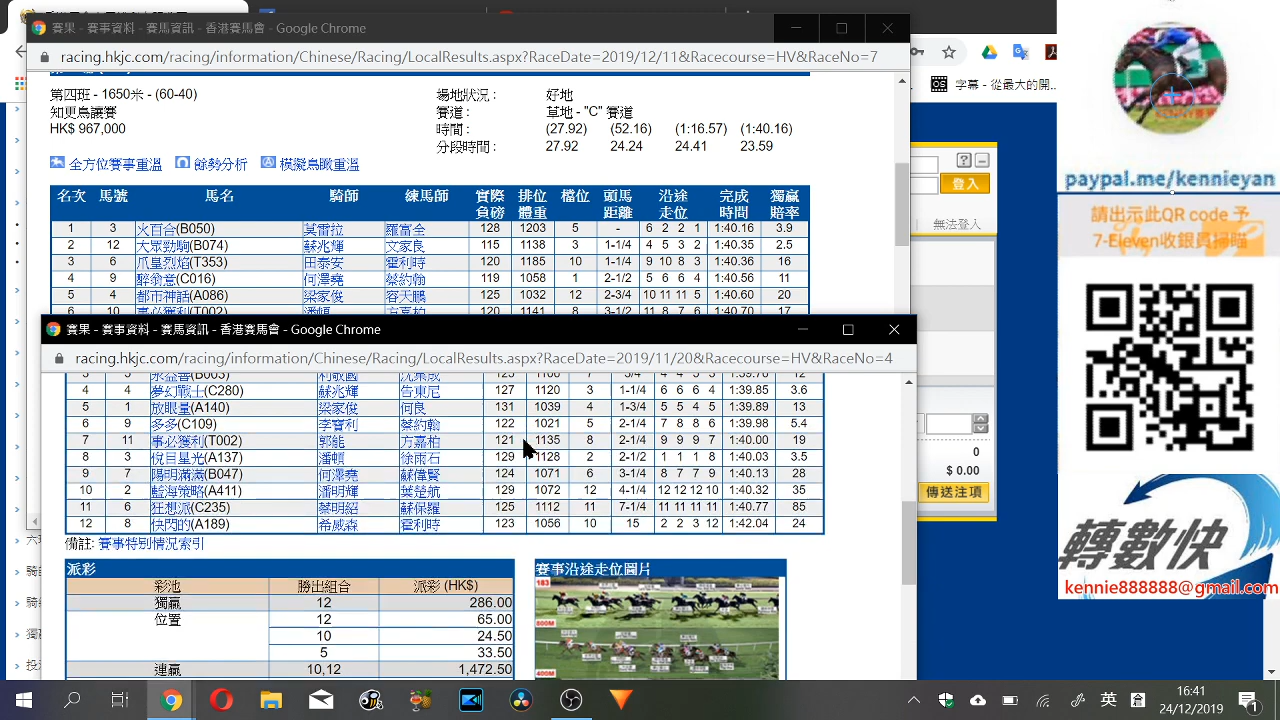 賽果 - 賽事資料 - 賽馬資訊 - 香港賽馬會 - Google Chrome
racing.hkjc.com/racing/information/Chinese/Racing/LocalResults.aspx?RaceDate=2019/12/11&Racecourse=HV&RaceNo=7
第四班 - 1650米 - (60-40) 場地狀況 : 好地
知更鳥讓賽 賽道 : 草地 - "C" 賽道
HK$ 967,000 時間 : (27.92) (52.16) (1:16.57) (1:40.16)
分段時間 : 27.92 24.24 24.41 23.59
全方位賽事重溫 餘勢分析
名次 馬號 馬名 騎師 練馬師 實際負磅 排位體重 檔位 頭馬距離 沿途走位 完成時間 獨贏賠率
1 3 火百合(B050) 莫雷拉 羅富全 128 1203 5 - 6 2 2 1 1:40.16 3.9
2 12 大眾勁駒(B074) 蘇兆輝 文家良 115 1138 3 1-1/4 4 5 3 2 1:40.35 2.5
3 6 爪皇烈焰(T353) 田泰安 霍利時 120 1185 10 1-1/4 9 10 8 3 1:40.36 16
4 9 醉翁意(C016) 何澤堯 蔡約翰 119 1058 1 2-1/2 5 6 6 4 1:40.56 11
5 4 都市神話(A086) 梁家俊 容天鵬 125 1032 12 2-3/4 10 11 11 5 1:40.60 20
賽果 - 賽事資料 - 賽馬資訊 - 香港賽馬會 - Google Chrome
racing.hkjc.com/racing/information/Chinese/Racing/LocalResults.aspx?RaceDate=2019/11/20&Racecourse=HV&RaceNo=4
4 4 夢幻戰士(C280) 蘇兆輝 告東尼 127 1120 3 1-1/4 6 6 6 4 1:39.85 3.6
5 1 放眼量(A140) 梁家俊 何良 131 1039 4 1-3/4 5 5 4 5 1:39.89 13
6 9 多多(C109) 李寶利 蔡約翰 122 1021 5 2-1/4 7 8 8 6 1:39.98 5.4
7 11 事必獲利(T002) 郭能 方嘉柏 121 1135 8 2-1/4 9 9 9 7 1:40.00 19
8 3 悅目星光(A137) 潘頓 徐雨石 129 1128 2 2-1/2 1 1 1 8 1:40.03 3.5
9 7 陽明滿滿(B047) 何澤堯 蘇偉賢 124 1071 6 3-1/4 8 7 7 9 1:40.13 28
10 2 藍海策略(A411) 潘明輝 葉楚航 129 1072 12 4-1/4 12 12 12 10 1:40.32 35
11 6 狂想派(C235) 蔡明紹 蘇保羅 125 1112 11 7-1/4 11 11 11 11 1:40.77 85
12 8 快閃的(A189) 希威森 霍利時 123 1056 10 15 2 2 3 12 1:42.04 24
備註: 賽事特別情況索引
派彩 賽事沿途走位圖片
彩池 勝出組合 派彩 (HK$)
獨贏 12 286.00
位置 12 65.00
10 24.50
5 33.50
連贏 10,12 1,472.50
183
800M
400M
字幕 - 從最大的開...
登入
無法登入
0
$ 0.00
傳送注項
paypal.me/kennieyan
請出示此QR code 予
7-Eleven收銀員掃瞄
轉數快
kennie888888@gmail.com
英
16:41
24/12/2019